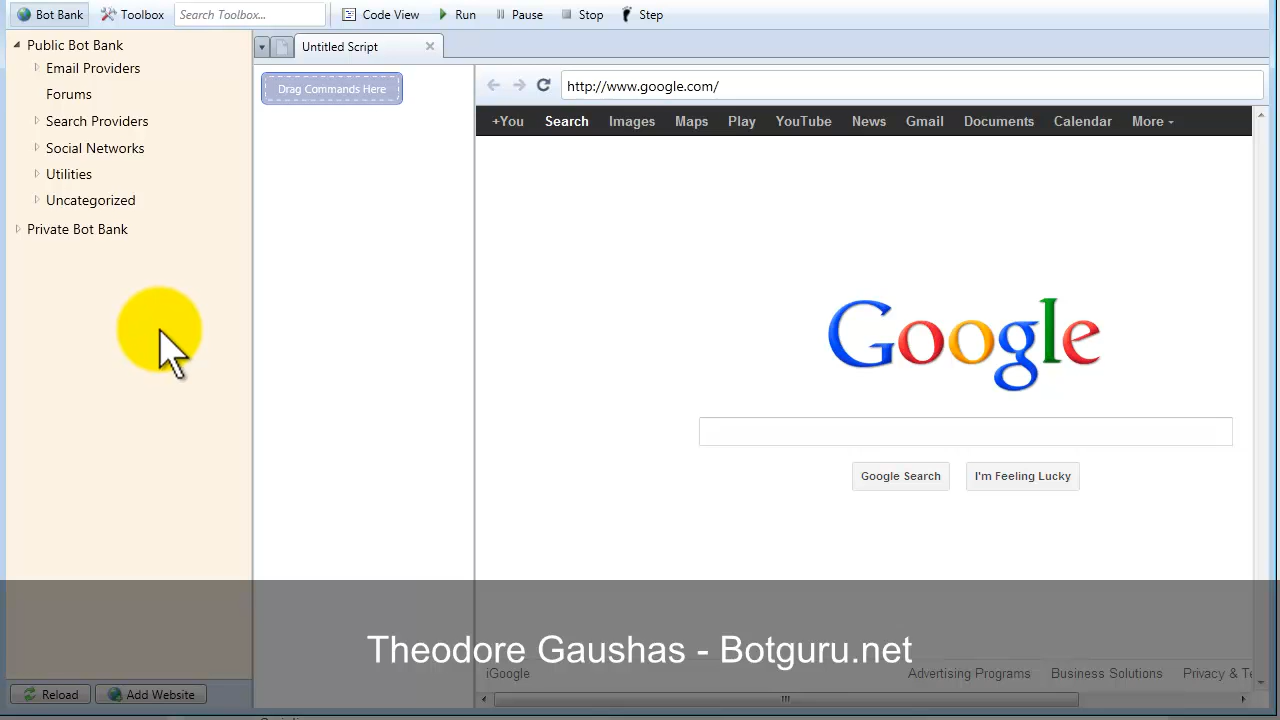 Bot Bank Toolbox Search Toolbox... Code View Run Pause Stop Step
Public Bot Bank
Email Providers
Forums
Search Providers
Social Networks
Utilities
Uncategorized
Private Bot Bank
Untitled Script
Drag Commands Here
http://www.google.com/
+You Search Images Maps Play YouTube News Gmail Documents Calendar More
Google
Google Search I'm Feeling Lucky
Theodore Gaushas - Botguru.net
iGoogle Advertising Programs Business Solutions Privacy & Te
Reload Add Website